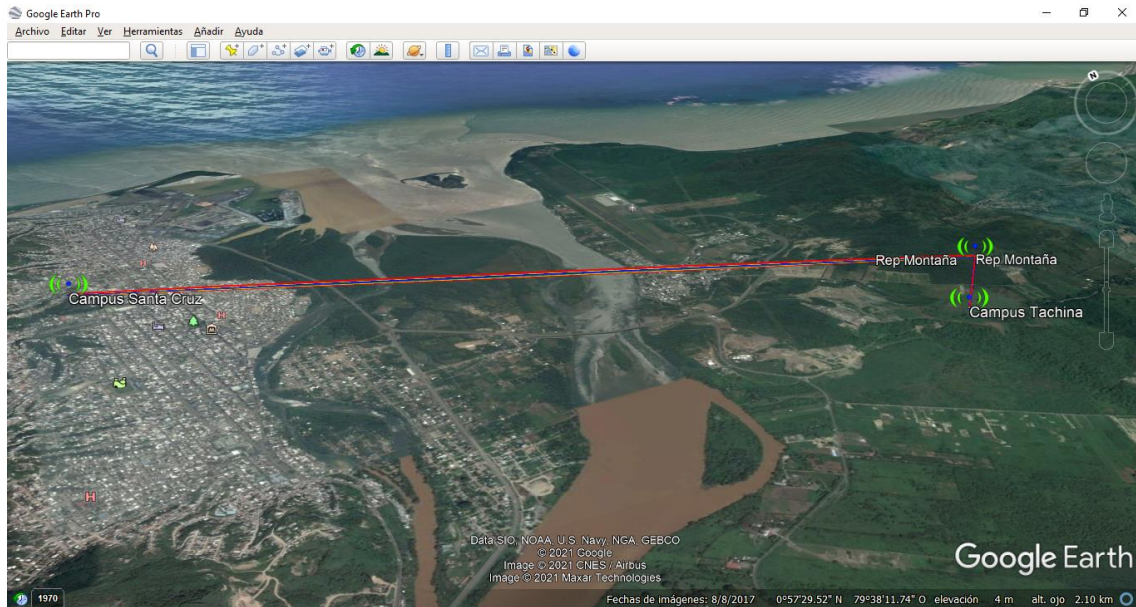 Google Earth Pro
Archivo Editar Ver Herramientas Añadir Ayuda
N
H
Rep Montaña Rep Montaña
Campus Santa Cruz
Campus Tachina
H
H
Data SIO, NOAA, U.S. Navy, NGA, GEBCO
© 2021 Google
Image © 2021 CNES / Airbus
Image © 2021 Maxar Technologies
Google Earth
1970
Fechas de imágenes: 8/8/2017 0°57'29.52" N 79°38'11.74" O elevación 4 m alt. ojo 2.10 km